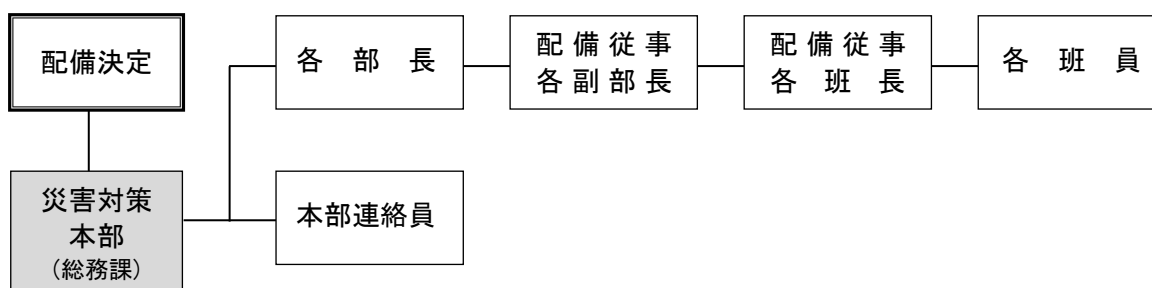 配備決定
各部長
配備従事
各副部長
配備従事
各班長
各班員
災害対策
本部
（総務課）
本部連絡員